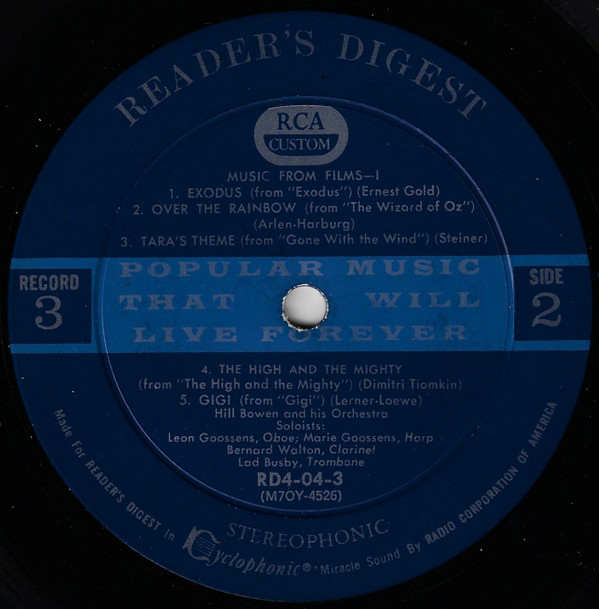 READER'S DIGEST
RCA
CUSTOM
MUSIC FROM FILMS—I
1. EXODUS (from "Exodus") (Ernest Gold)
2. OVER THE RAINBOW (from "The Wizard of Oz")
(Arlen-Harburg)
3. TARA'S THEME (from "Gone With the Wind") (Steiner)
RECORD
3
POPULAR MUSIC
THAT WILL
LIVE FOREVER
SIDE
2
4. THE HIGH AND THE MIGHTY
(from "The High and the Mighty") (Dimitri Tiomkin)
5. GIGI (from "Gigi") (Lerner-Loewe)
Hill Bowen and his Orchestra
Soloists:
Leon Goossens, Oboe; Marie Goossens, Harp
Bernard Walton, Clarinet
Lad Busby, Trombone
RD4-04-3
(M7OY-4526)
STEREOPHONIC
Made For READER'S DIGEST in Cyclophonic®"Miracle Sound By RADIO CORPORATION OF AMERICA